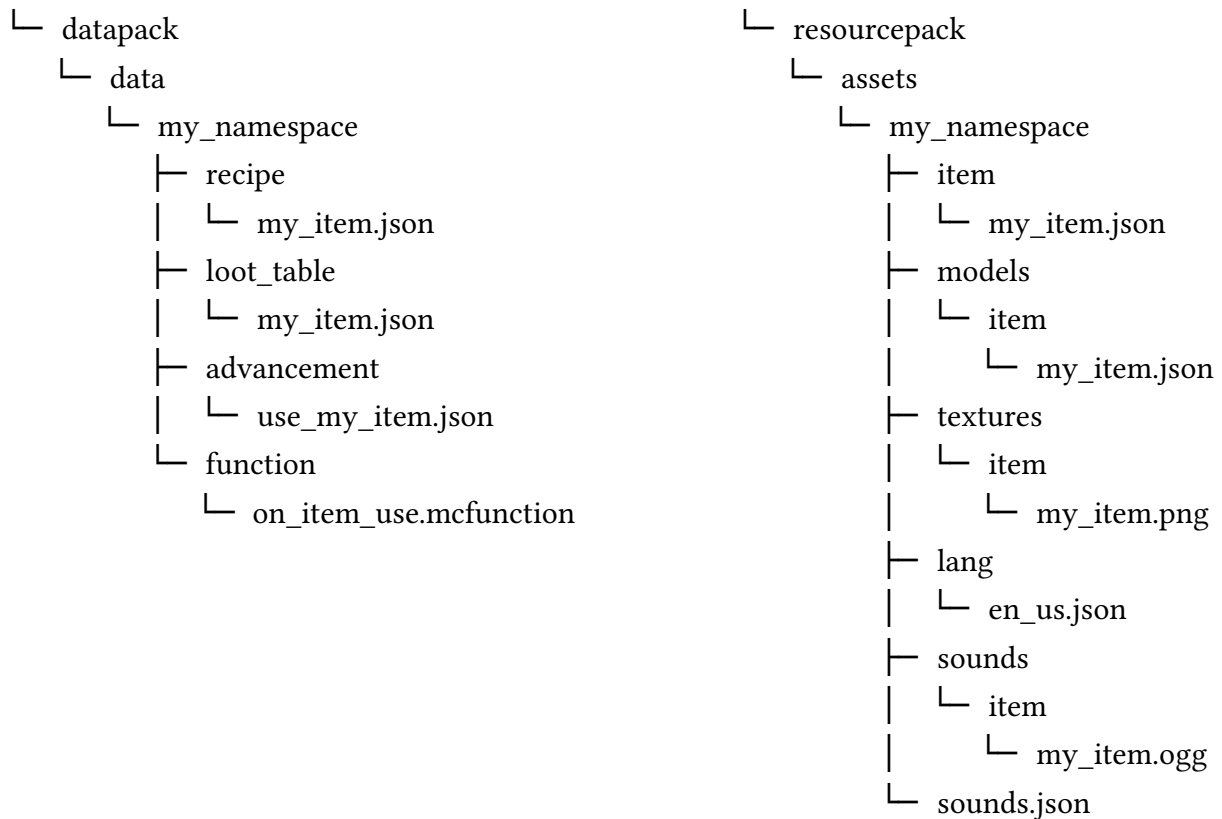 └─ datapack
└─ data
└─ my_namespace
├─ recipe
│ └─ my_item.json
├─ loot_table
│ └─ my_item.json
├─ advancement
│ └─ use_my_item.json
└─ function
└─ on_item_use.mcfunction
└─ resourcepack
└─ assets
└─ my_namespace
├─ item
│ └─ my_item.json
├─ models
│ └─ item
│ └─ my_item.json
├─ textures
│ └─ item
│ └─ my_item.png
├─ lang
│ └─ en_us.json
├─ sounds
│ └─ item
│ └─ my_item.ogg
└─ sounds.json